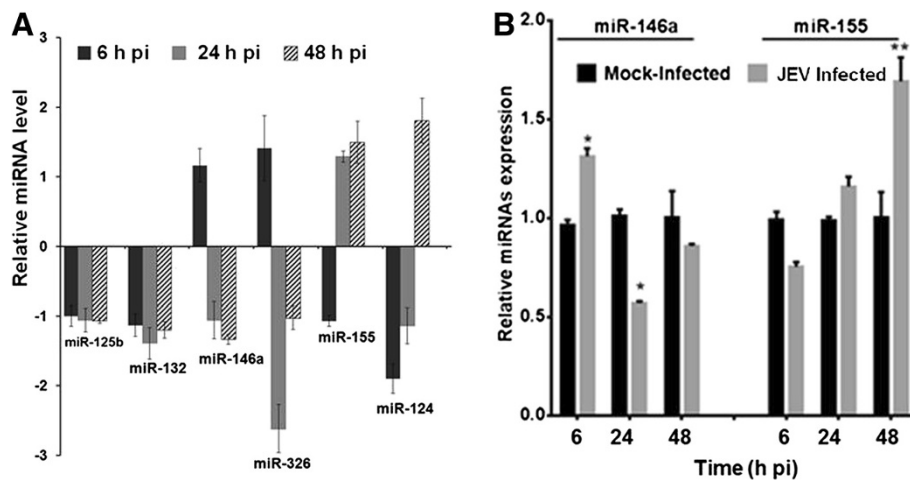 A
3
6 h pi 24 h pi 48 h pi
2
1
0
-1
-2
-3
Relative miRNA level
miR-125b
miR-132
miR-146a
miR-326
miR-155
miR-124
B
miR-146a miR-155
2.0
1.5
1.0
0.5
0.0
Mock-Infected JEV Infected
*
*
**
Relative miRNAs expression
6 24 48 6 24 48
Time (h pi)